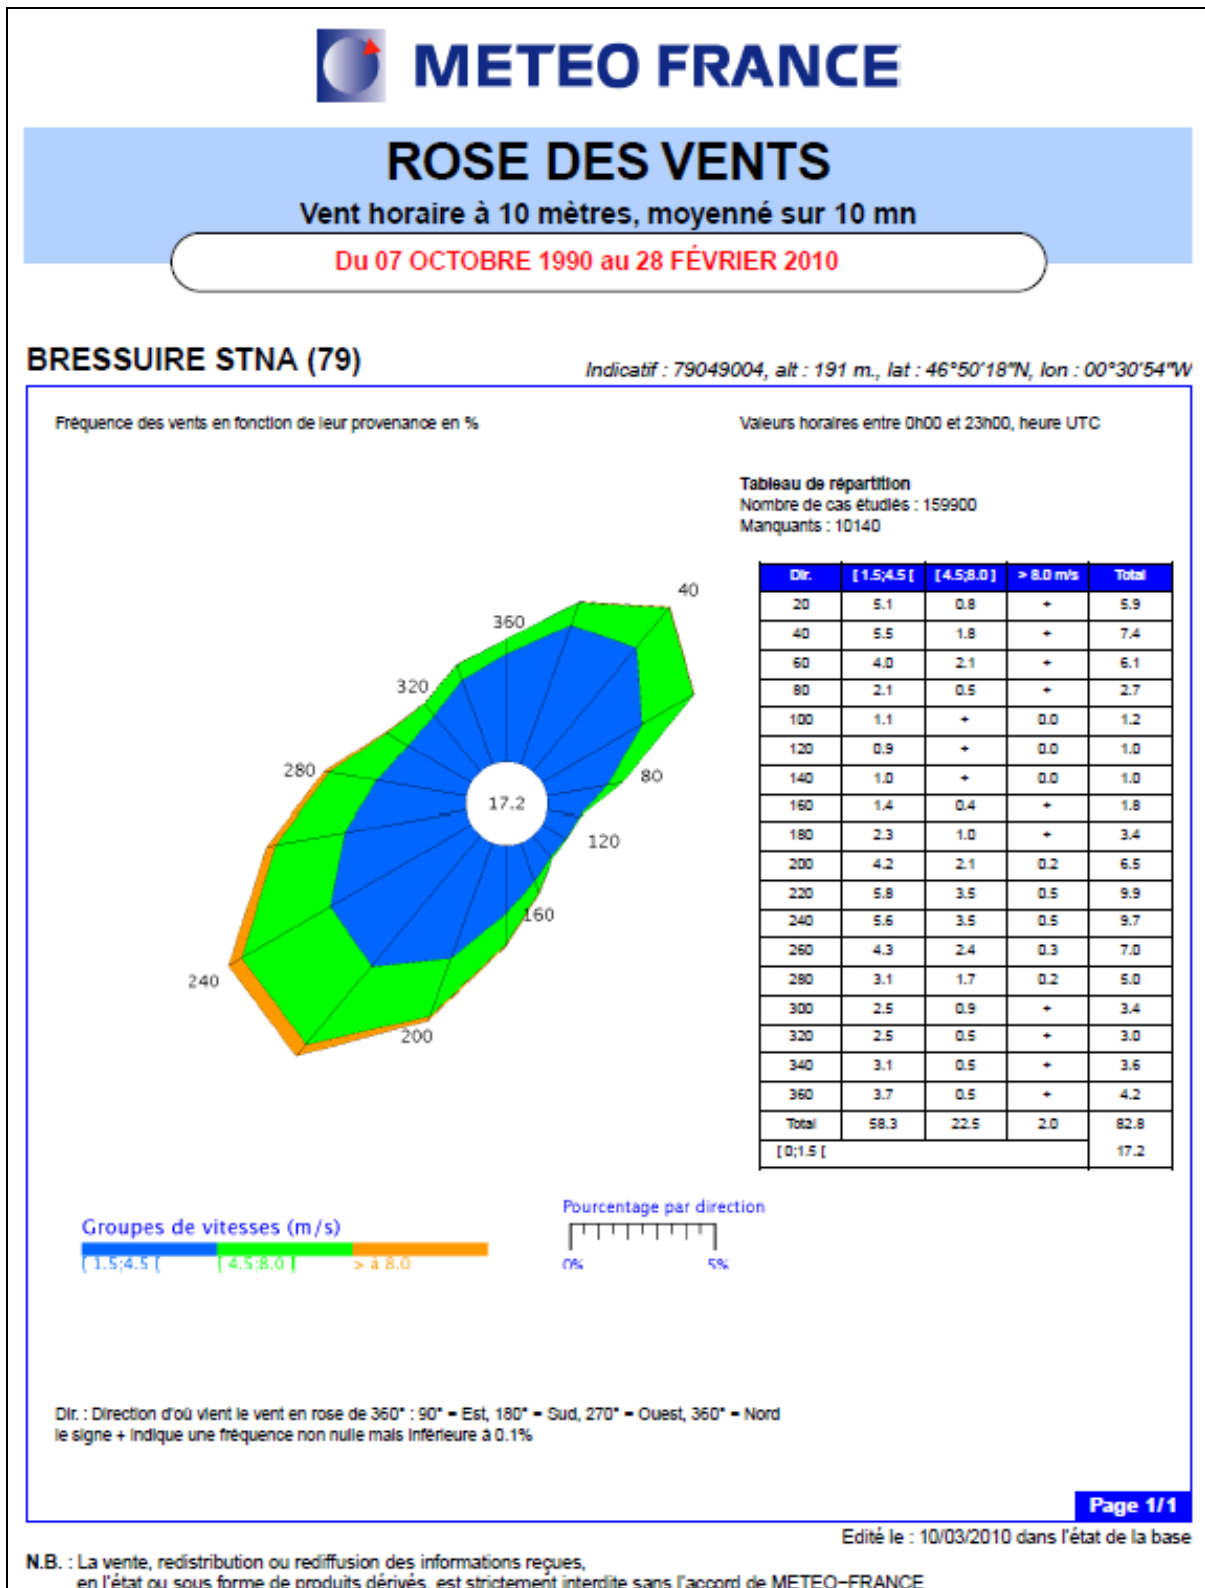 METEO FRANCE
ROSE DES VENTS
Vent horaire à 10 mètres, moyenné sur 10 mn
Du 07 OCTOBRE 1990 au 28 FÉVRIER 2010
BRESSUIRE STNA (79)
Indicatif : 79049004, alt : 191 m., lat : 46°50'18"N, lon : 00°30'54"W
Fréquence des vents en fonction de leur provenance en %
Valeurs horaires entre 0h00 et 23h00, heure UTC
Tableau de répartition
Nombre de cas étudiés : 159900
Manquants : 10140
Dir. [ 1.5;4.5 [ [ 4.5;8.0 ] > 8.0 m/s Total
20 5.1 0.8 + 5.9
40 5.5 1.8 + 7.4
60 4.0 2.1 + 6.1
80 2.1 0.5 + 2.7
100 1.1 + 0.0 1.2
120 0.9 + 0.0 1.0
140 1.0 + 0.0 1.0
160 1.4 0.4 + 1.8
180 2.3 1.0 + 3.4
200 4.2 2.1 0.2 6.5
220 5.8 3.5 0.5 9.9
240 5.6 3.5 0.5 9.7
260 4.3 2.4 0.3 7.0
280 3.1 1.7 0.2 5.0
300 2.5 0.9 + 3.4
320 2.5 0.5 + 3.0
340 3.1 0.5 + 3.6
360 3.7 0.5 + 4.2
Total 58.3 22.5 2.0 82.8
[ 0;1.5 [ 17.2
40
360
320
280
80
17.2
120
160
240
200
Groupes de vitesses (m/s)
[ 1.5;4.5 [ [ 4.5;8.0 ] > à 8.0
Pourcentage par direction
0% 5%
Dir. : Direction d'où vient le vent en rose de 360° : 90° = Est, 180° = Sud, 270° = Ouest, 360° = Nord
le signe + indique une fréquence non nulle mais inférieure à 0.1%
Page 1/1
Edité le : 10/03/2010 dans l'état de la base
N.B. : La vente, redistribution ou rediffusion des informations reçues,
en l'état ou sous forme de produits dérivés, est strictement interdite sans l'accord de METEO-FRANCE